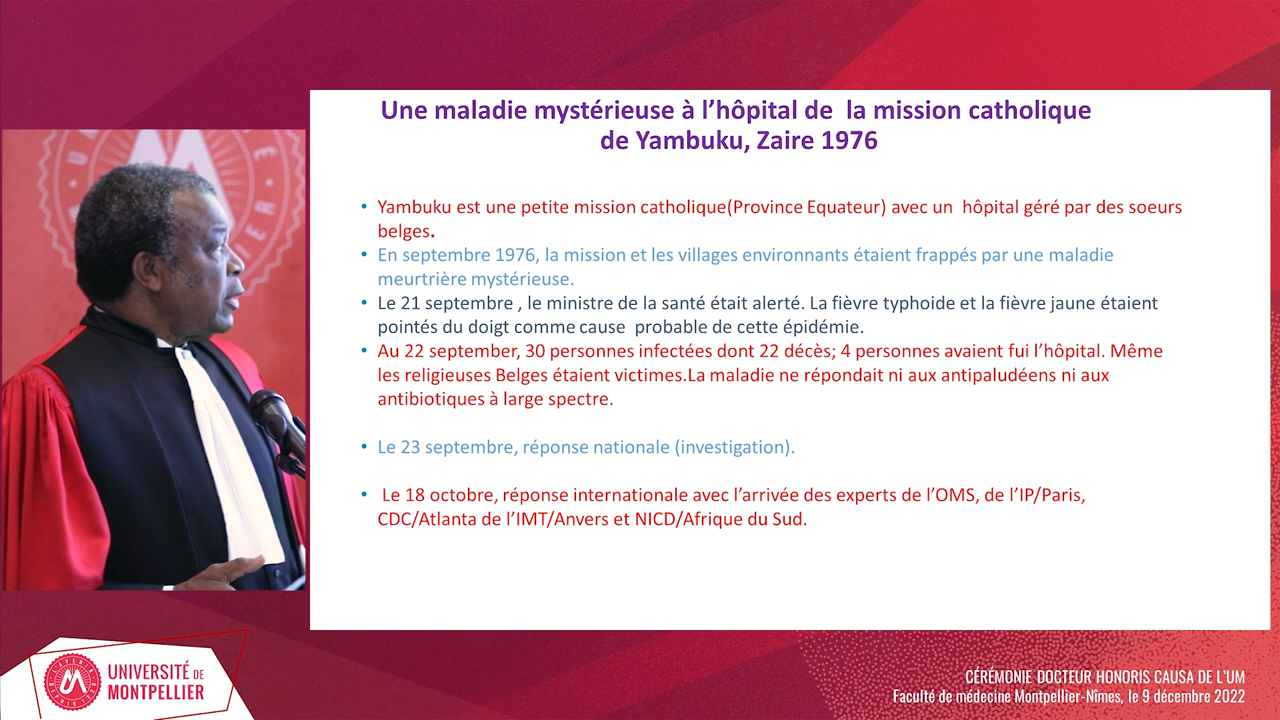 Une maladie mystérieuse à l'hôpital de la mission catholique
de Yambuku, Zaire 1976
• Yambuku est une petite mission catholique(Province Equateur) avec un hôpital géré par des soeurs
belges.
• En septembre 1976, la mission et les villages environnants étaient frappés par une maladie
meurtrière mystérieuse.
• Le 21 septembre , le ministre de la santé était alerté. La fièvre typhoide et la fièvre jaune étaient
pointés du doigt comme cause probable de cette épidémie.
• Au 22 september, 30 personnes infectées dont 22 décès; 4 personnes avaient fui l'hôpital. Même
les religieuses Belges étaient victimes.La maladie ne répondait ni aux antipaludéens ni aux
antibiotiques à large spectre.
• Le 23 septembre, réponse nationale (investigation).
• Le 18 octobre, réponse internationale avec l'arrivée des experts de l'OMS, de l'IP/Paris,
CDC/Atlanta de l'IMT/Anvers et NICD/Afrique du Sud.
UNIVERSITÉ DE
MONTPELLIER
CÉRÉMONIE DOCTEUR HONORIS CAUSA DE L'UM
Faculté de médecine Montpellier-Nîmes, le 9 décembre 2022